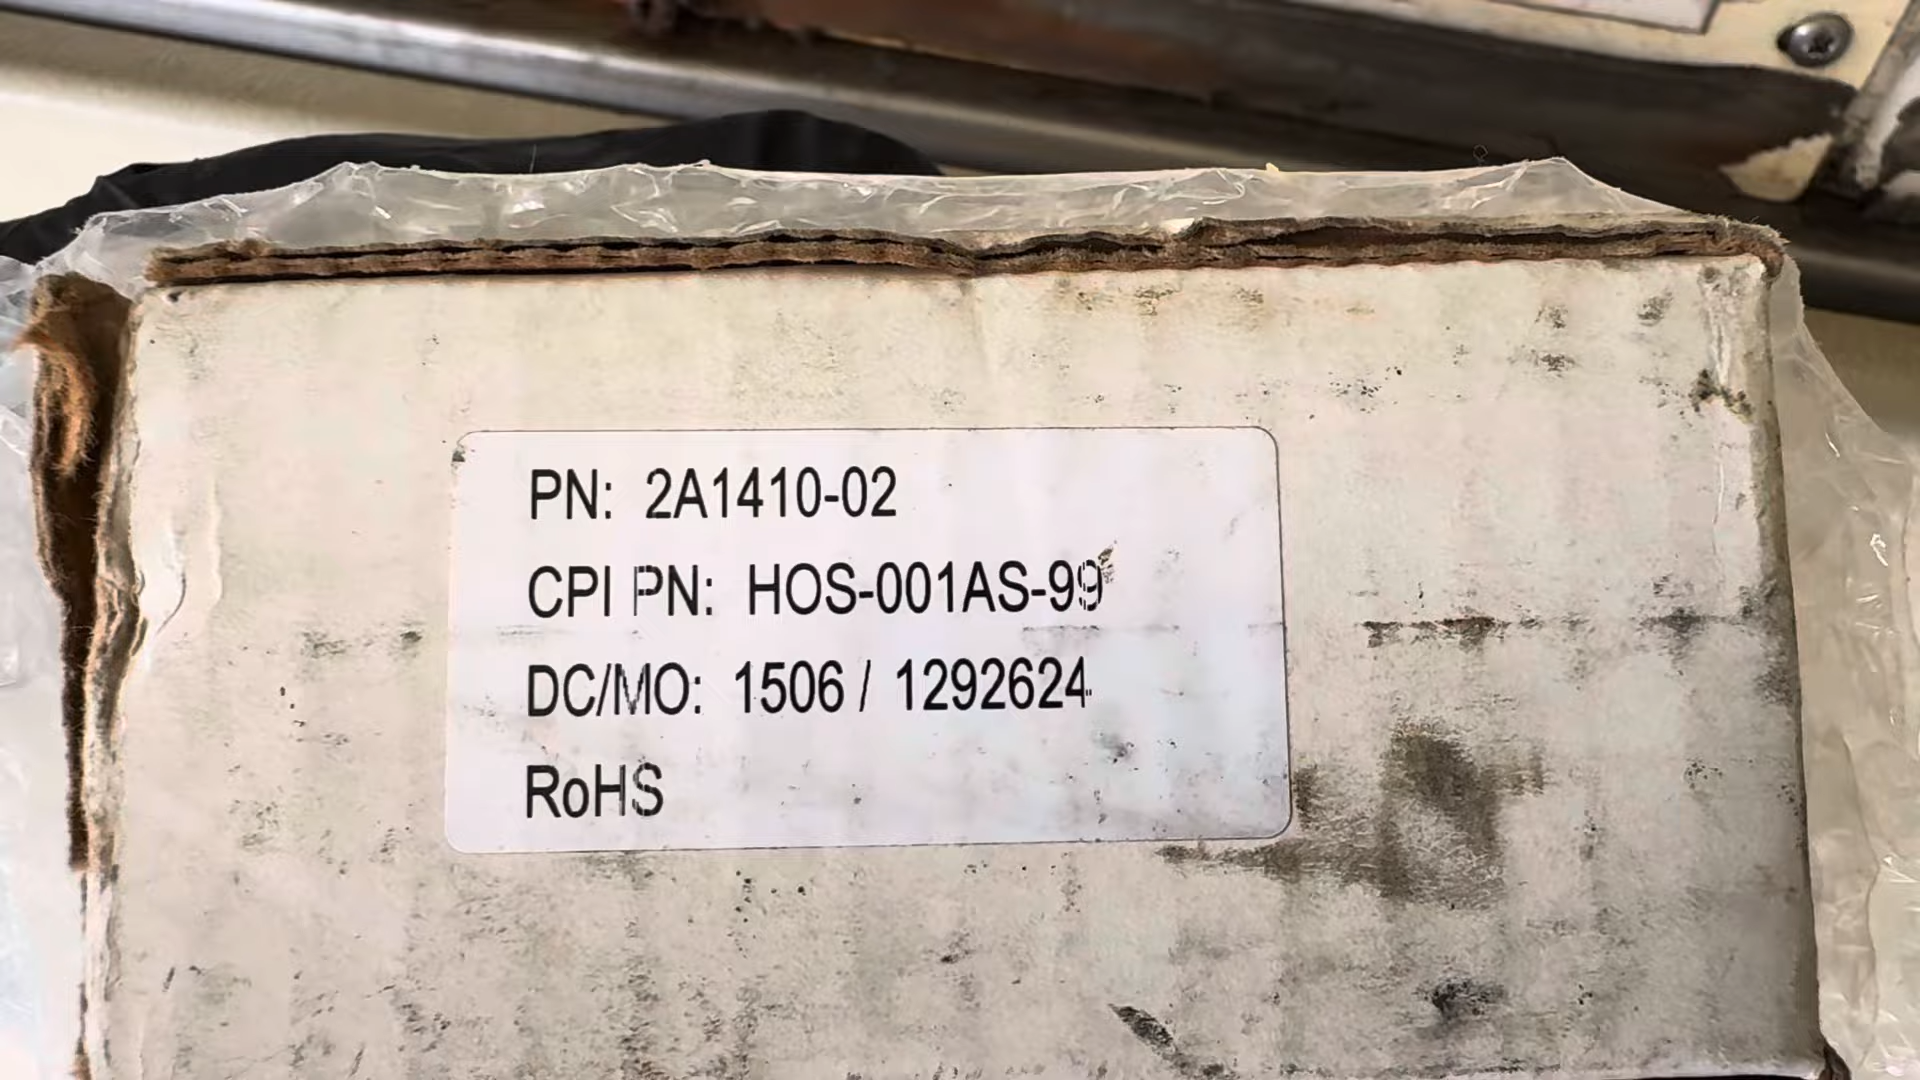 PN: 2A1410-02
CPI PN: HOS-001AS-99
DC/MO: 1506 / 1292624
RoHS